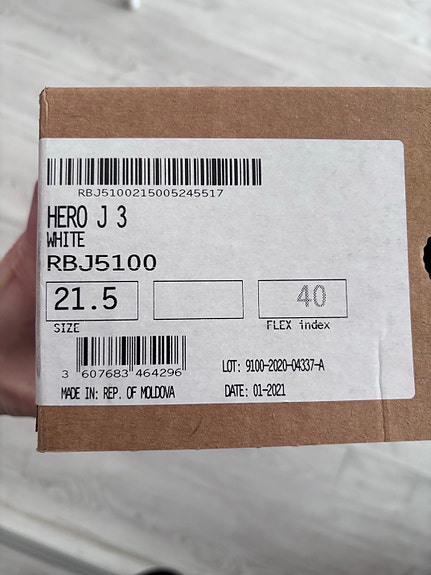 RBJ5100215005245517
HERO J 3
WHITE
RBJ5100
21.5
40
SIZE
FLEX index
3 607683 464296
LOT: 9100-2020-04337-A
MADE IN: REP. OF MOLDOVA
DATE: 01-2021